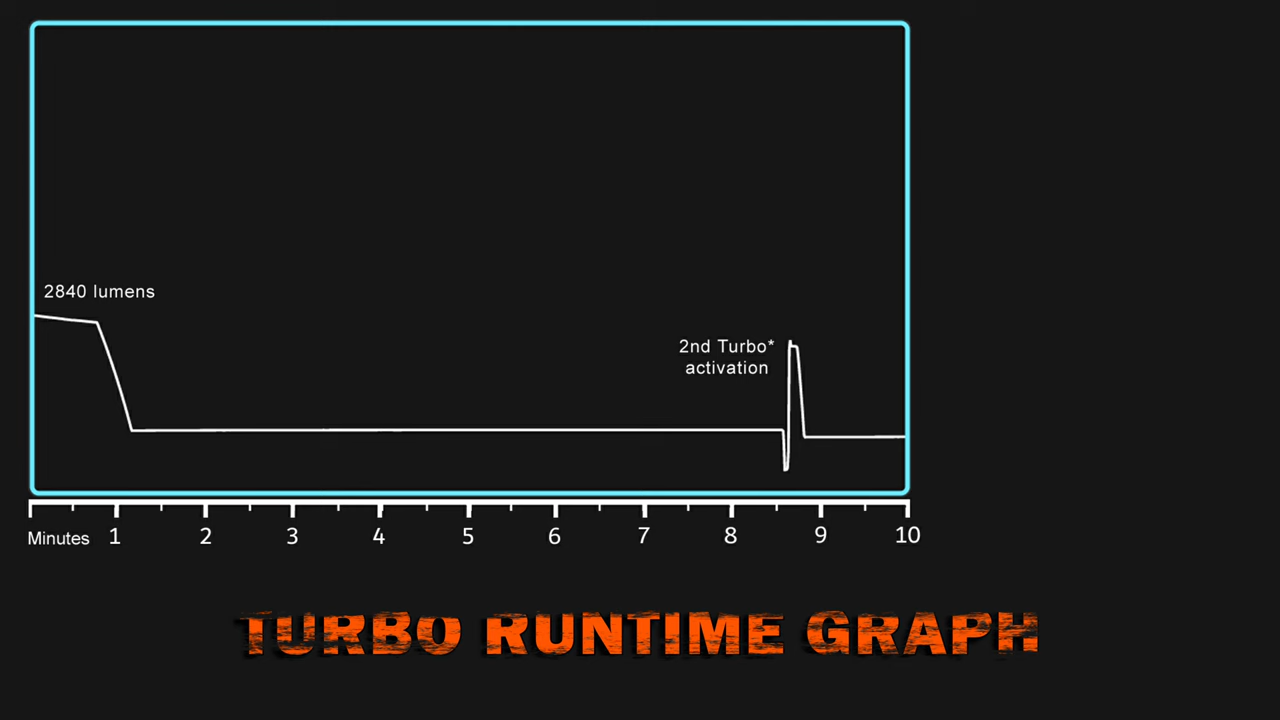 2840 lumens
2nd Turbo*
activation
Minutes 1 2 3 4 5 6 7 8 9 10
TURBO RUNTIME GRAPH